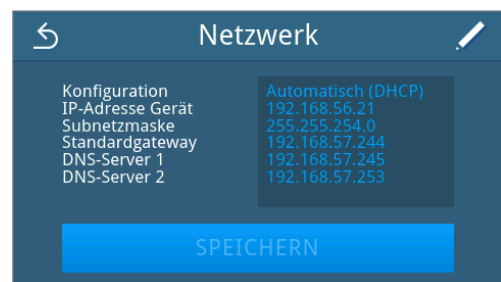 Netzwerk
Konfiguration Automatisch (DHCP)
IP-Adresse Gerät 192.168.56.21
Subnetzmaske 255.255.254.0
Standardgateway 192.168.57.244
DNS-Server 1 192.168.57.245
DNS-Server 2 192.168.57.253
SPEICHERN